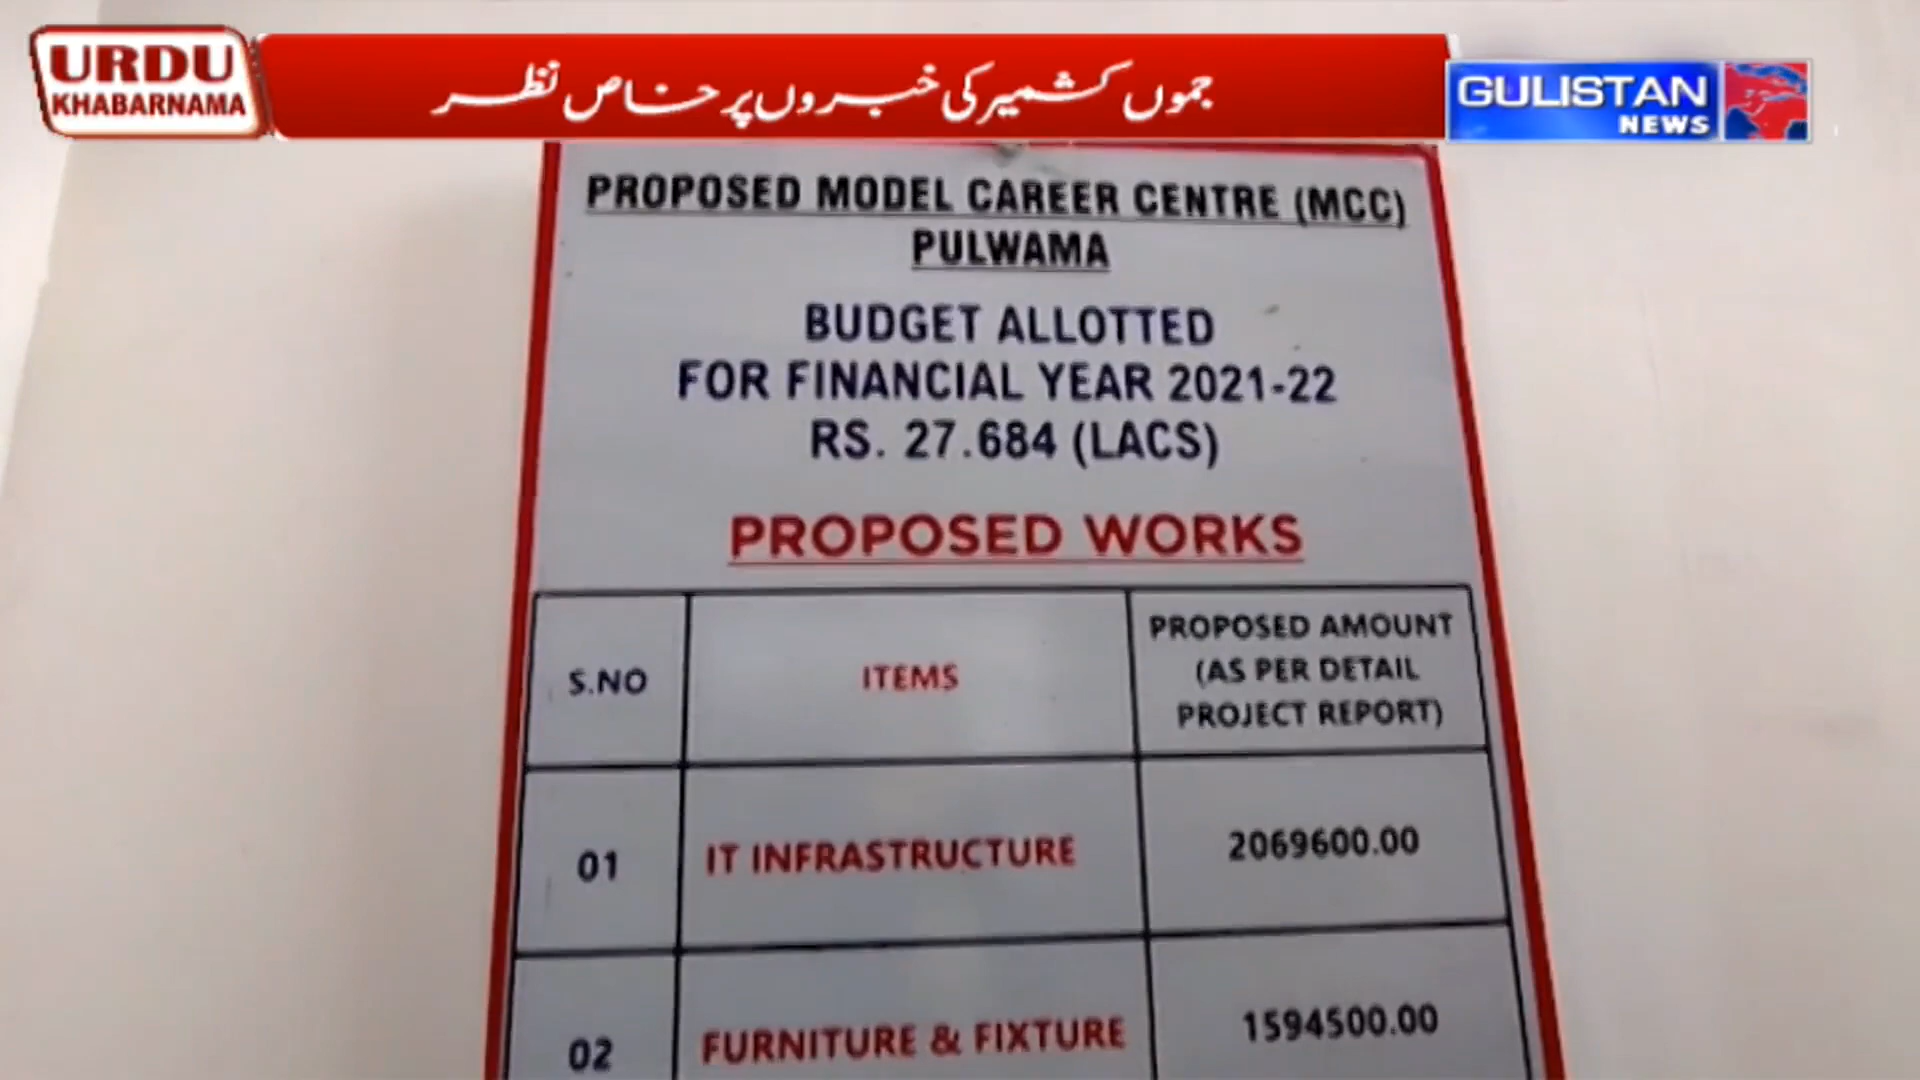 URDU
KHABARNAMA
جموں کشمیر کی خبروں پر خاص نظر
GULISTAN
NEWS
PROPOSED MODEL CAREER CENTRE (MCC)
PULWAMA
BUDGET ALLOTTED
FOR FINANCIAL YEAR 2021-22
RS. 27.684 (LACS)
PROPOSED WORKS
S.NO
ITEMS
PROPOSED AMOUNT
(AS PER DETAIL
PROJECT REPORT)
01
IT INFRASTRUCTURE
2069600.00
02
FURNITURE & FIXTURE
1594500.00